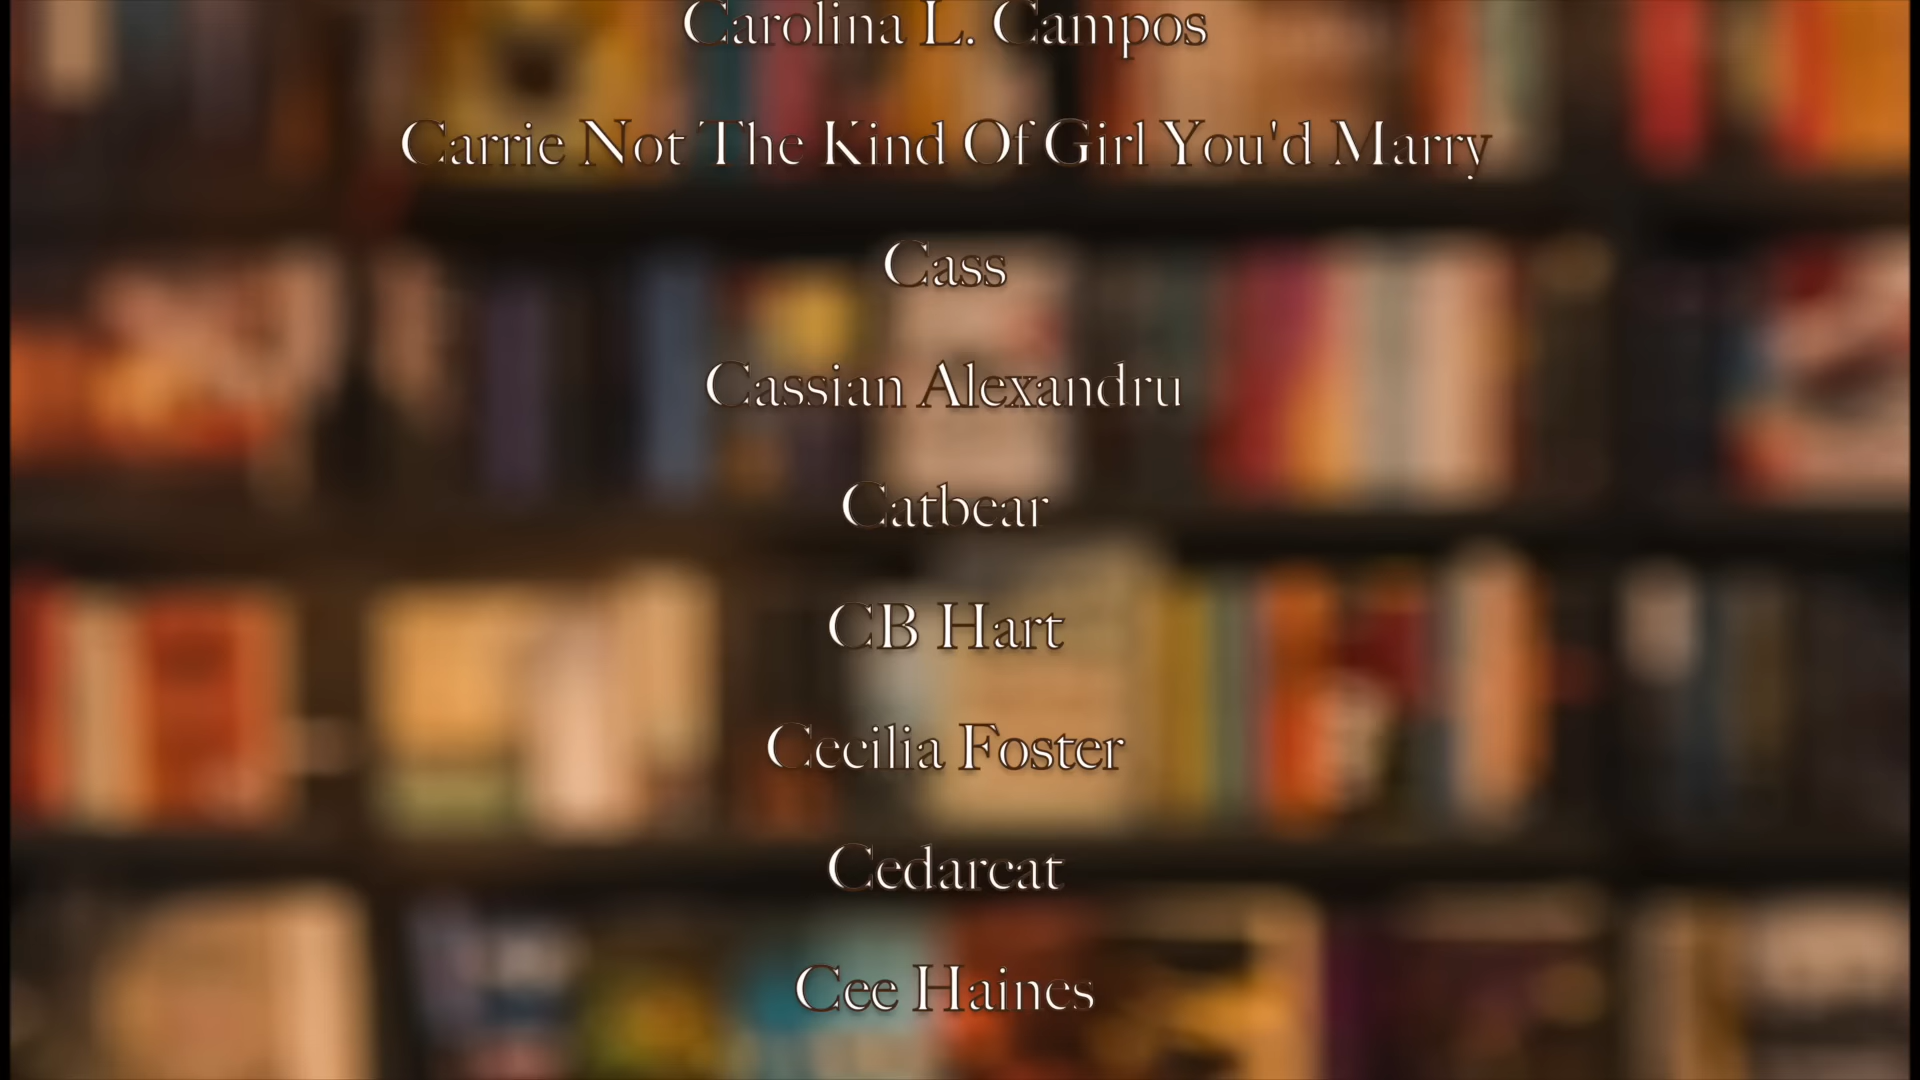 Carolina L. Campos
Carrie Not The Kind Of Girl You'd Marry
Cass
Cassian Alexandru
Catbear
CB Hart
Cecilia Foster
Cedarcat
Cee Haines